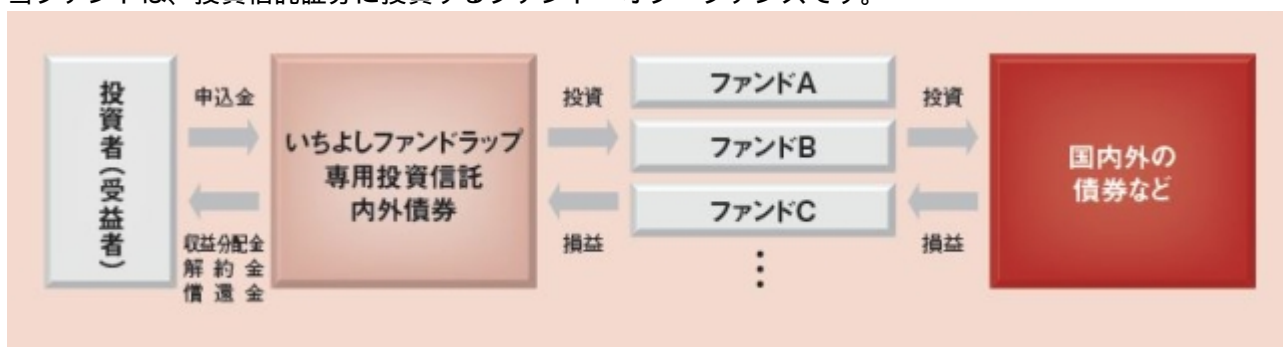 当ファンドは、投資信託証券に投資するファンド・オブ・ファンズです。
投資者(受益者)
申込金
収益分配金
解約金
償還金
いちよしファンドラップ
専用投資信託
内外債券
投資
損益
ファンドA
ファンドB
ファンドC
⋮
投資
損益
国内外の
債券など